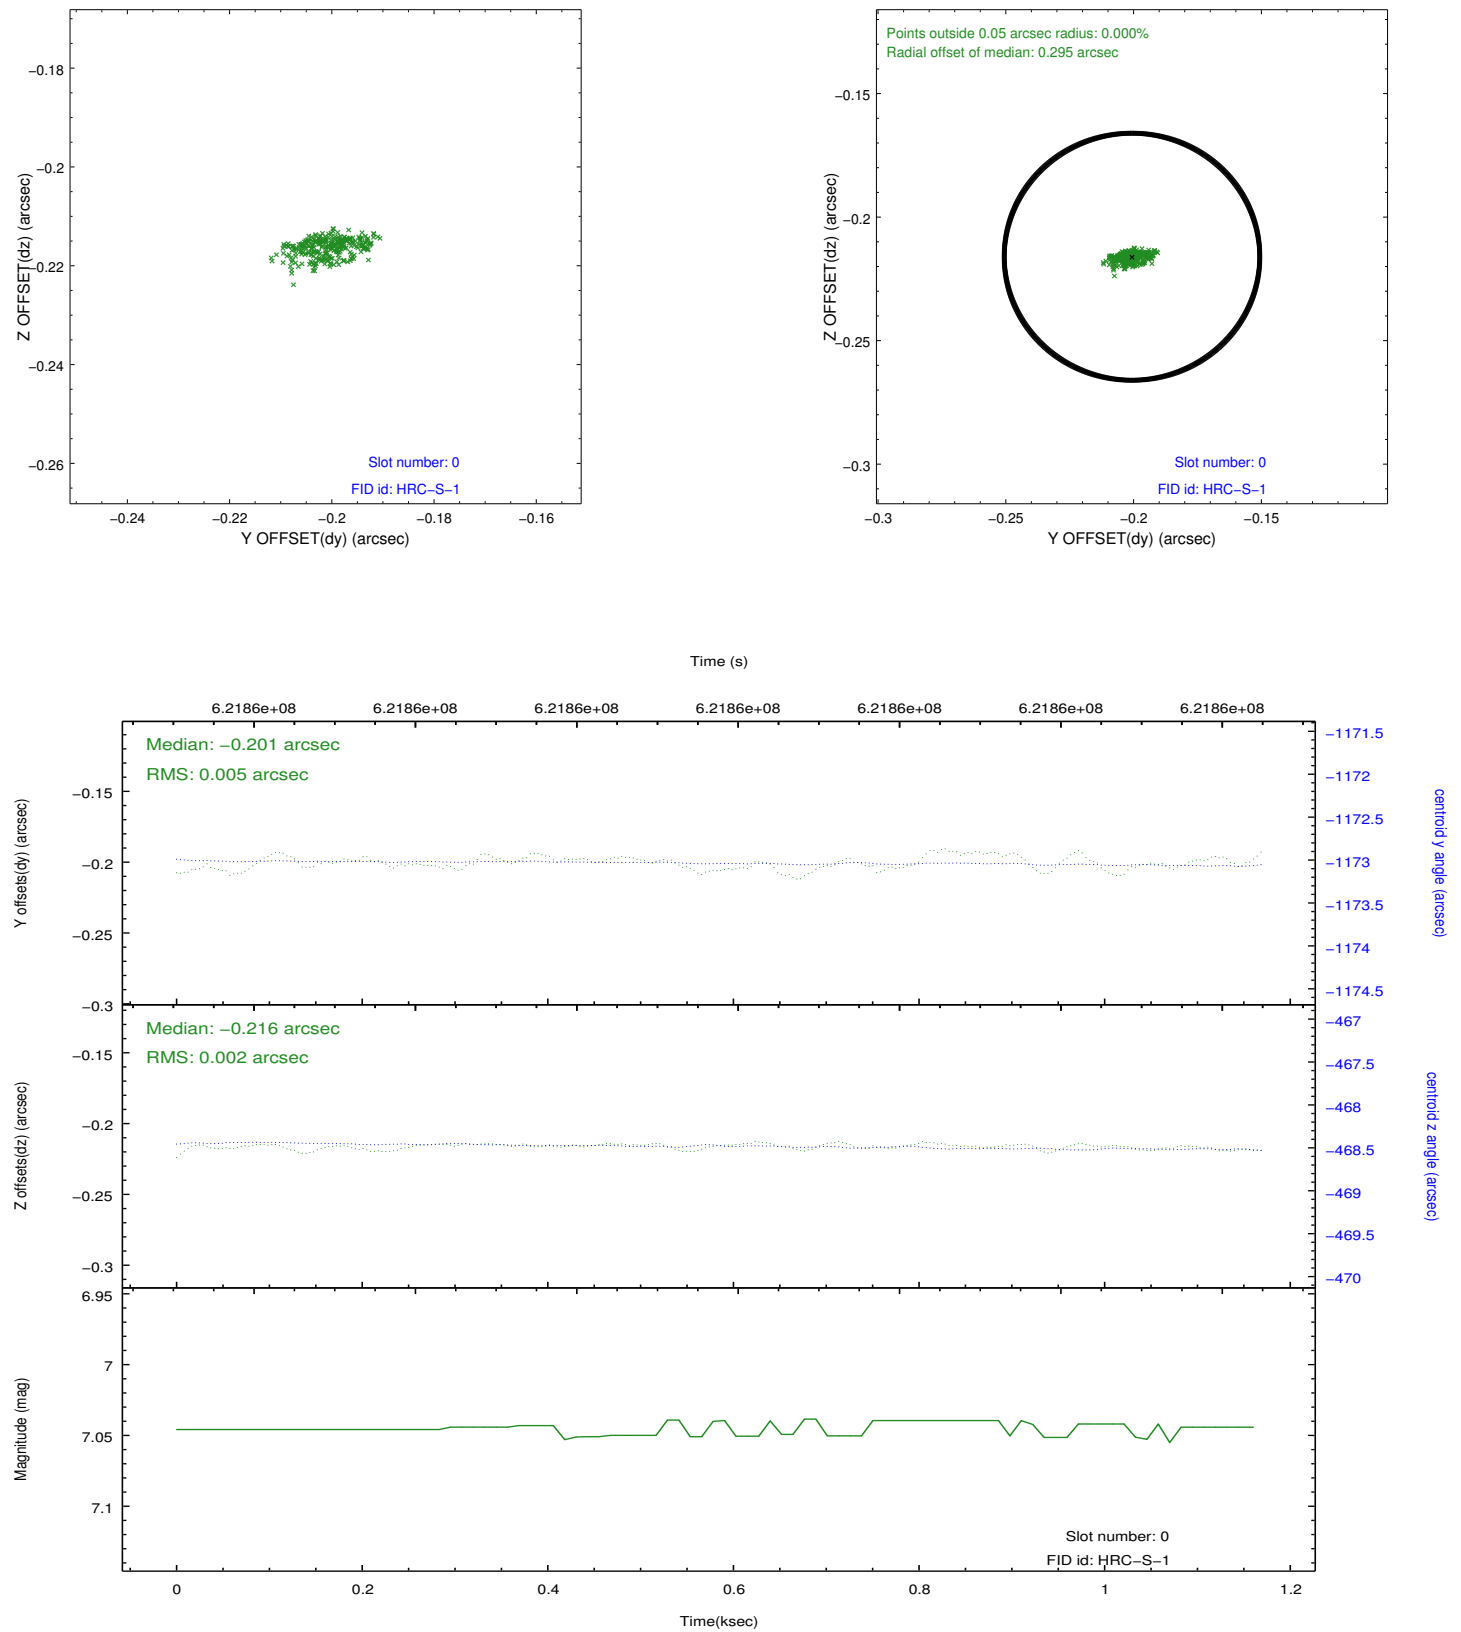 −0.18
−0.2
−0.22
−0.24
−0.26
Z OFFSET(dz) (arcsec)
Slot number: 0
FID id: HRC−S−1
−0.24 −0.22 −0.2 −0.18 −0.16
Y OFFSET(dy) (arcsec)
Points outside 0.05 arcsec radius: 0.000%
Radial offset of median: 0.295 arcsec
−0.15
−0.2
−0.25
−0.3
Z OFFSET(dz) (arcsec)
Slot number: 0
FID id: HRC−S−1
−0.3 −0.25 −0.2 −0.15
Y OFFSET(dy) (arcsec)
Time (s)
6.2186e+08 6.2186e+08 6.2186e+08 6.2186e+08 6.2186e+08 6.2186e+08 6.2186e+08
Median: −0.201 arcsec
RMS: 0.005 arcsec
−0.15
−0.2
−0.25
−0.3
Y offsets(dy) (arcsec)
−1171.5
−1172
−1172.5
−1173
−1173.5
−1174
−1174.5
centroid y angle (arcsec)
Median: −0.216 arcsec
RMS: 0.002 arcsec
−0.15
−0.2
−0.25
−0.3
Z offsets(dz) (arcsec)
−467
−467.5
−468
−468.5
−469
−469.5
−470
centroid z angle (arcsec)
6.95
7
7.05
7.1
Magnitude (mag)
Slot number: 0
FID id: HRC−S−1
0 0.2 0.4 0.6 0.8 1 1.2
Time(ksec)